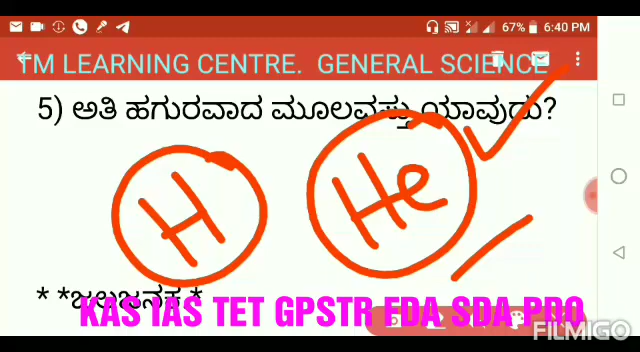 67% 6:40 PM
TM LEARNING CENTRE. GENERAL SCIENCE
5) ಅತಿ ಹಗುರವಾದ ಮೂಲವಸ್ತು ಯಾವುದು?
H He
* *ಜಲಜನಕ *
KAS IAS TET GPSTR FDA SDA PDO
FILMIGO